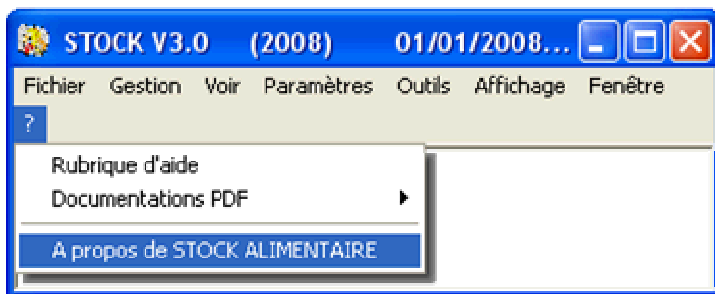 STOCK V3.0 (2008) 01/01/2008...
Fichier Gestion Voir Paramètres Outils Affichage Fenêtre
?
Rubrique d'aide
Documentations PDF
A propos de STOCK ALIMENTAIRE